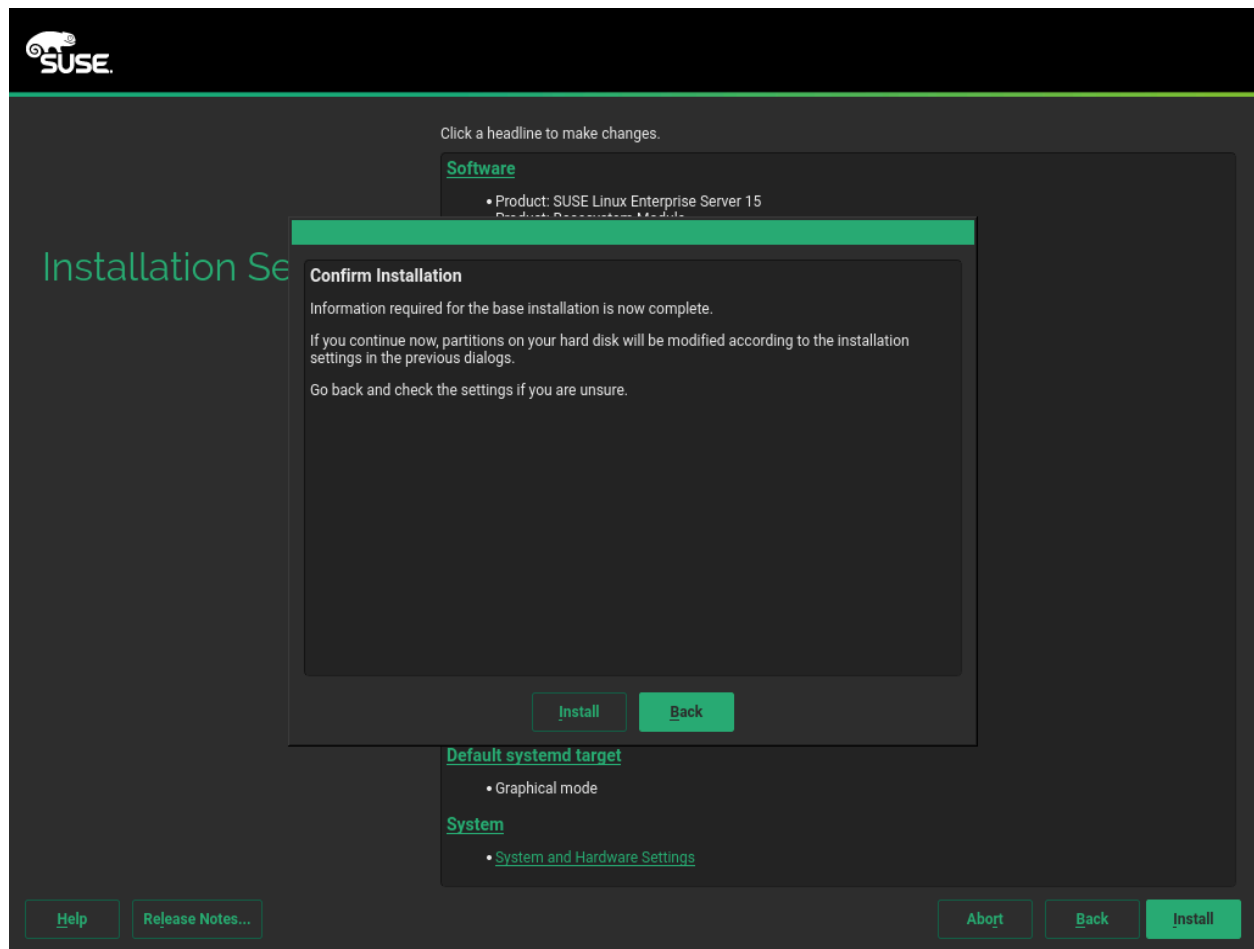 SUSE.
Click a headline to make changes.
Software
• Product: SUSE Linux Enterprise Server 15
Installation Se
Confirm Installation
Information required for the base installation is now complete.
If you continue now, partitions on your hard disk will be modified according to the installation
settings in the previous dialogs.
Go back and check the settings if you are unsure.
Install Back
Default systemd target
• Graphical mode
System
• System and Hardware Settings
Help Release Notes... Abort Back Install